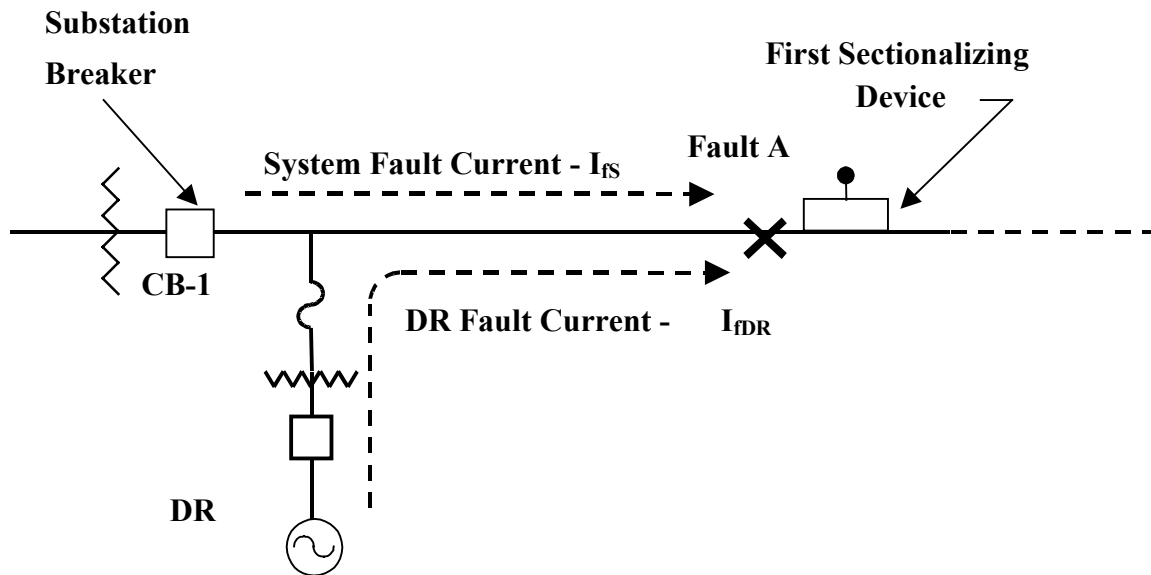 Substation
Breaker
First Sectionalizing
Device
Fault A
System Fault Current - IfS
CB-1
DR Fault Current - IfDR
DR